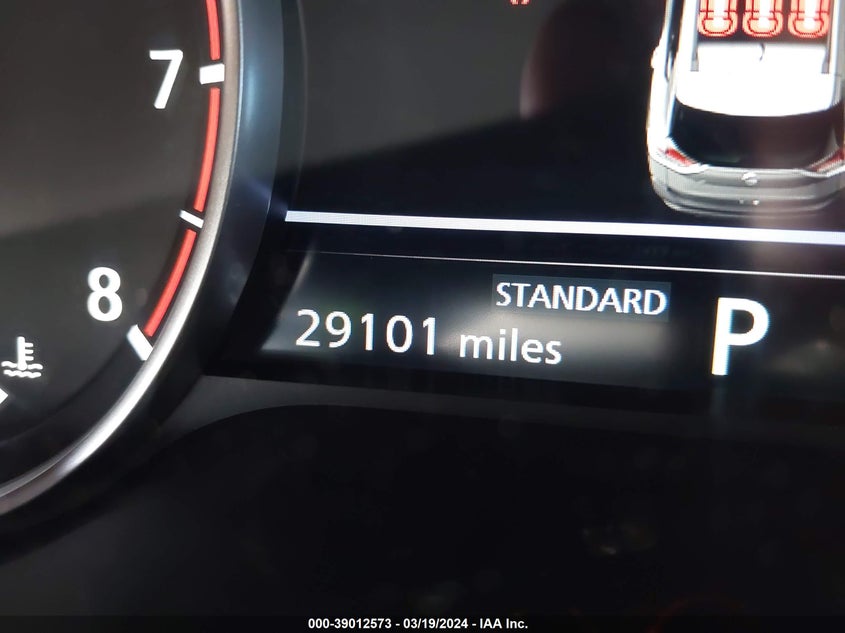 7
8
STANDARD
29101 miles
P
000-39012573 - 03/19/2024 - IAA Inc.